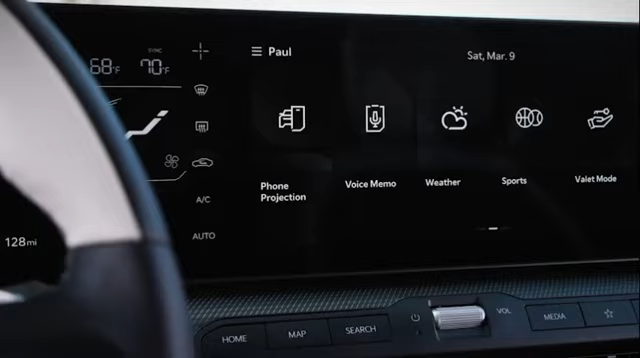 SYNC
68°F 70°F
Paul
Sat, Mar. 9
Phone
Projection
Voice Memo
Weather
Sports
Valet Mode
A/C
AUTO
128mi
HOME
MAP
SEARCH
VOL
MEDIA